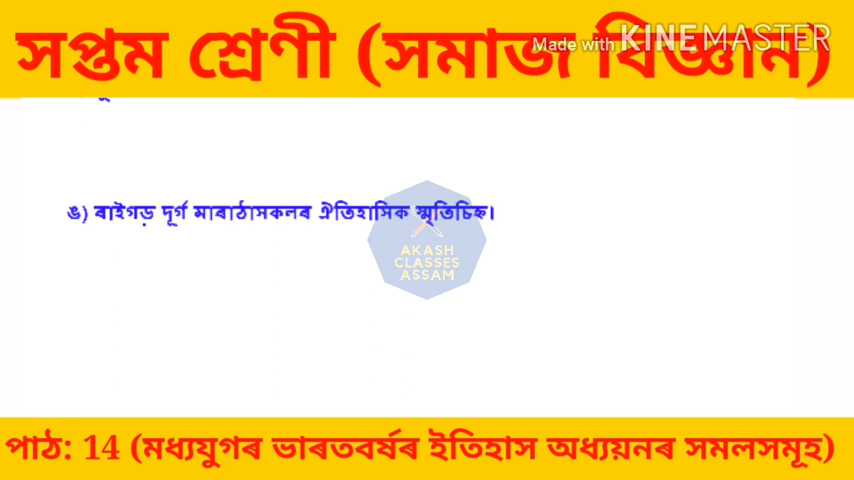 সপ্তম শ্ৰেণী (সমাজ বিজ্ঞান)
Made with KINEMASTER
ঙ) ৰাইগড় দূৰ্গ মাৰাঠাসকলৰ ঐতিহাসিক স্মৃতিচিহ্ন।
AKASH
CLASSES
ASSAM
পাঠ: 14 (মধ্যযুগৰ ভাৰতবৰ্ষৰ ইতিহাস অধ্যয়নৰ সমলসমূহ)